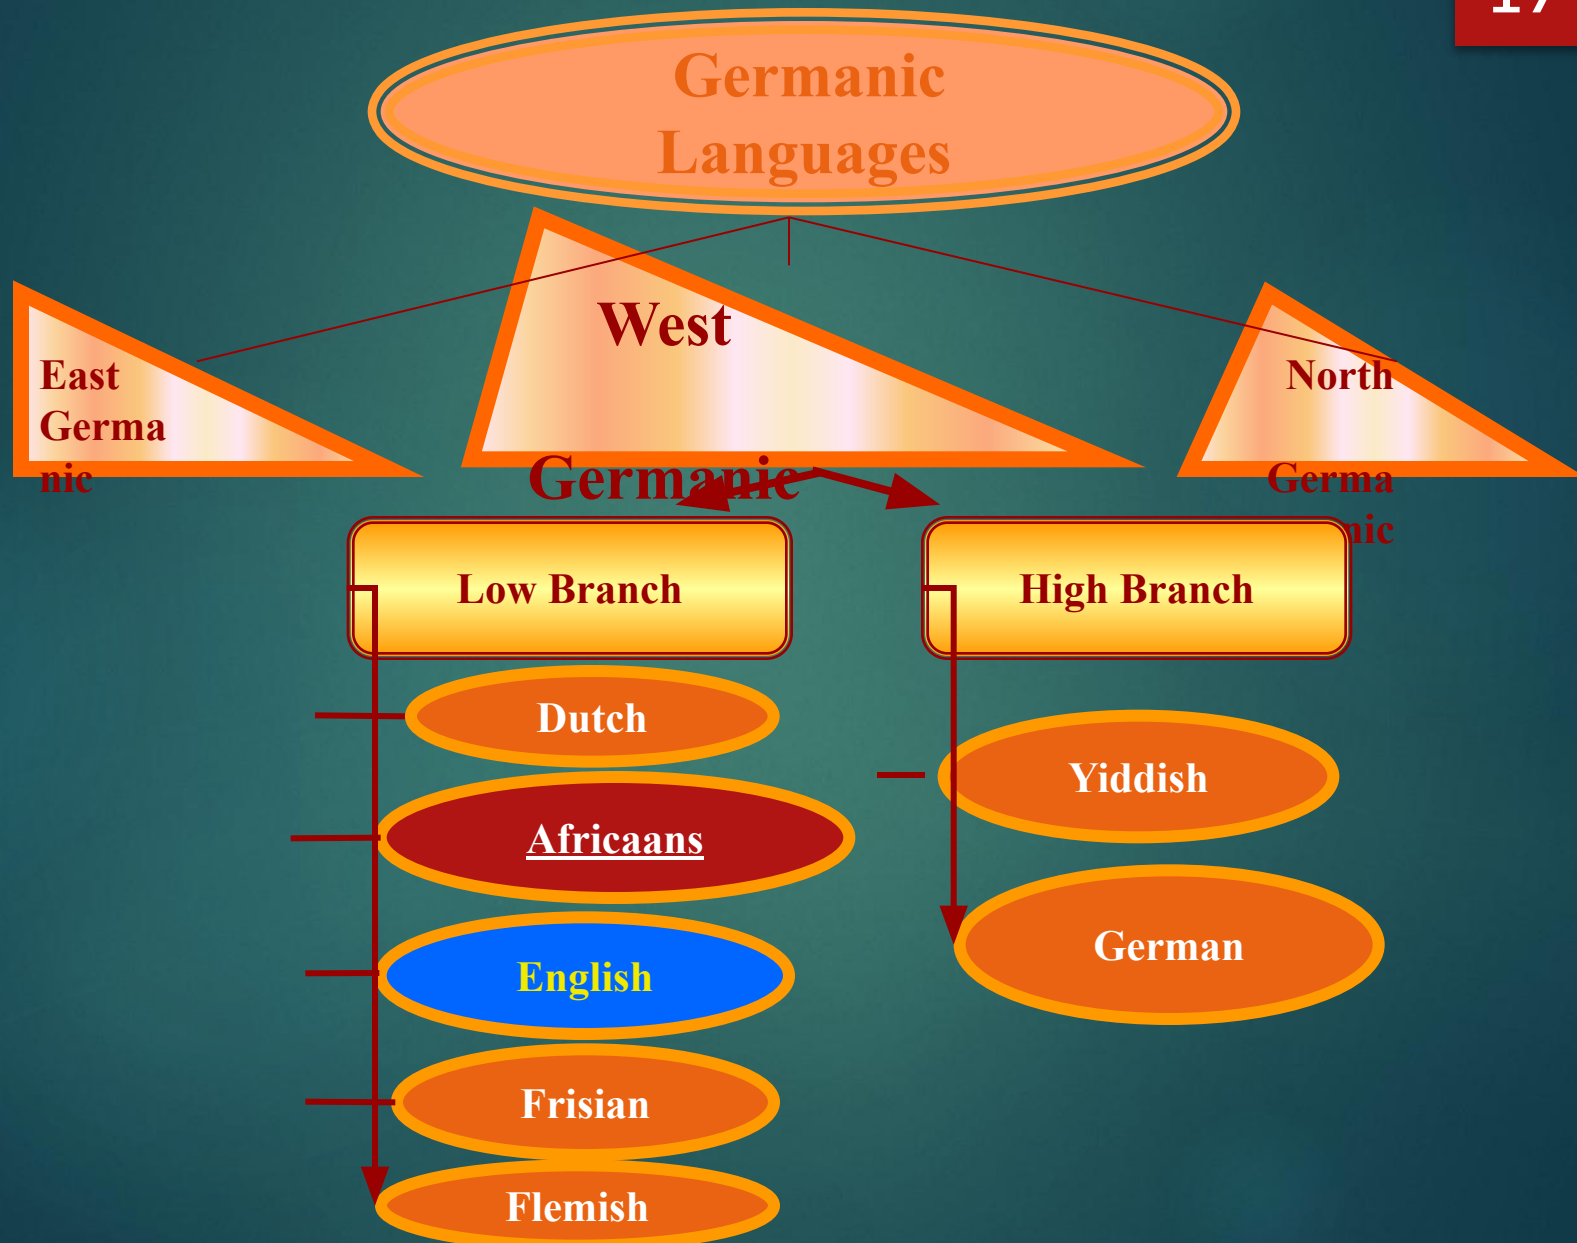 Germanic
Languages
West
Germanic
East
Germa
nic
North
Germa
nic
Low Branch
High Branch
Dutch
Africaans
English
Frisian
Flemish
Yiddish
German